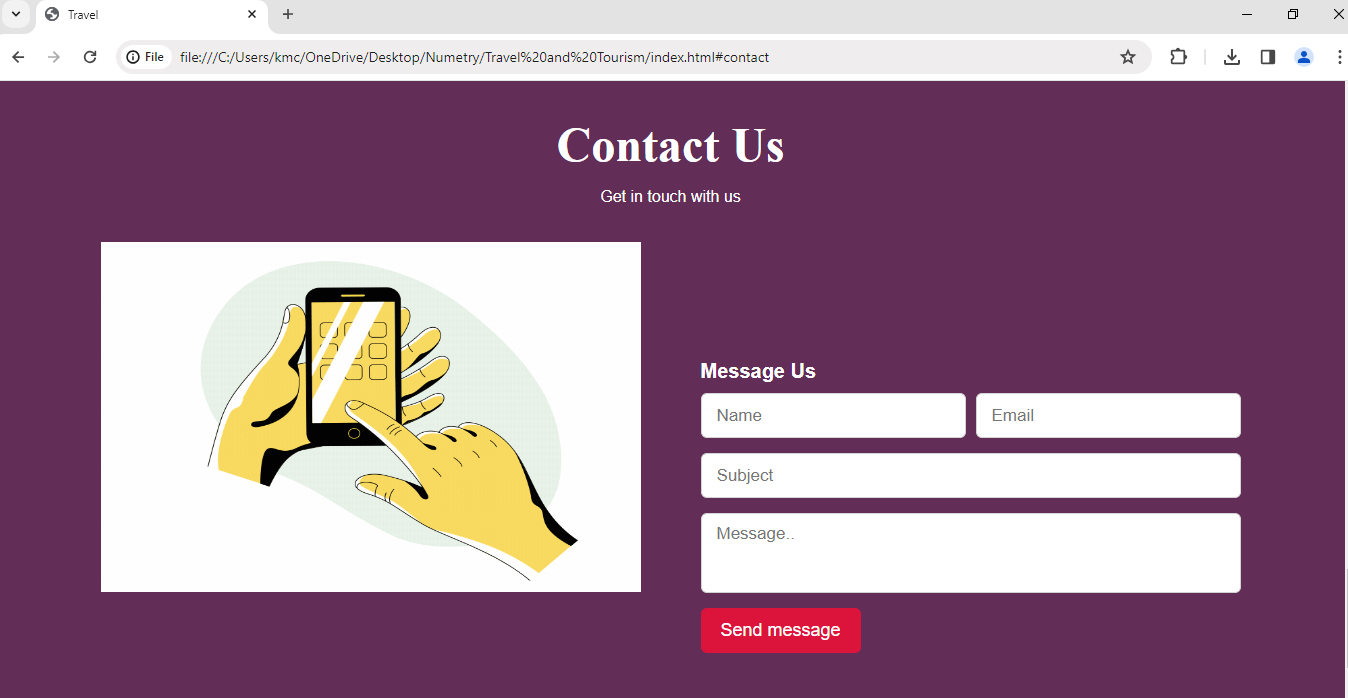 Travel
File
file:///C:/Users/kmc/OneDrive/Desktop/Numetry/Travel%20and%20Tourism/index.html#contact
Contact Us
Get in touch with us
Message Us
Name
Email
Subject
Message..
Send message